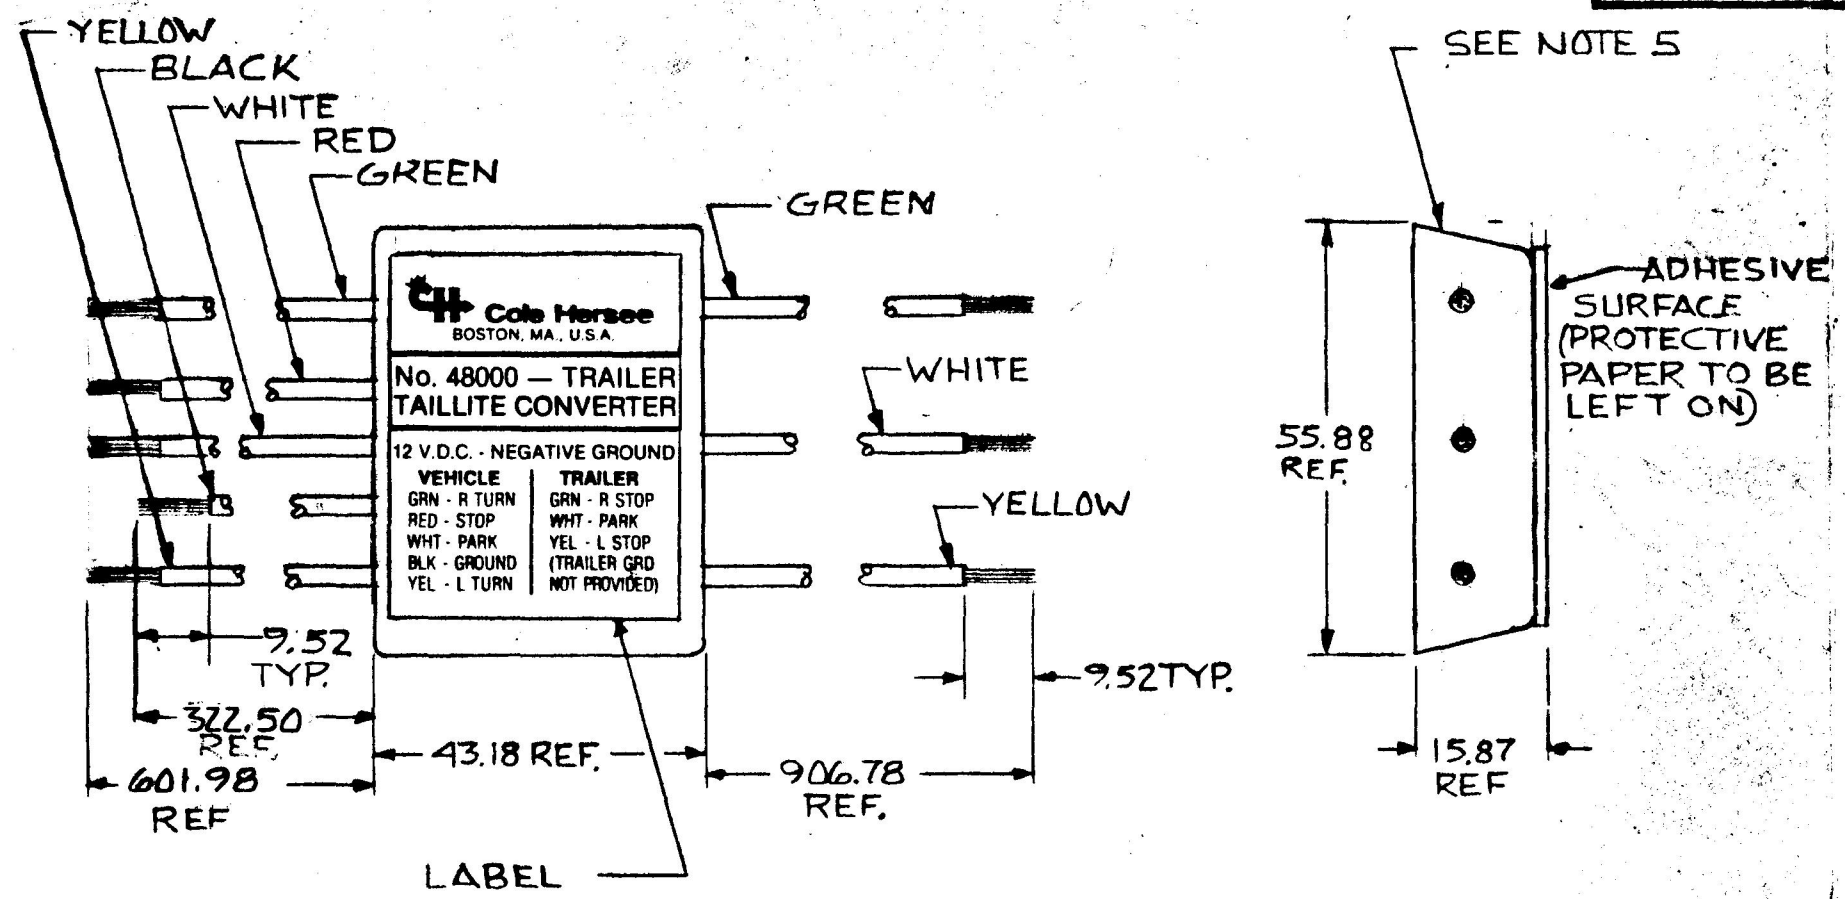 YELLOW
BLACK
WHITE
RED
GREEN
GREEN
WHITE
YELLOW
CH Cole Hersee
BOSTON, MA., U.S.A.
No. 48000 — TRAILER
TAILLITE CONVERTER
12 V.D.C. - NEGATIVE GROUND
VEHICLE
GRN - R TURN
RED - STOP
WHT - PARK
BLK - GROUND
YEL - L TURN
TRAILER
GRN - R STOP
WHT - PARK
YEL - L STOP
(TRAILER GRD
NOT PROVIDED)
9.52
TYP.
322.50
REF.
601.98
REF
43.18 REF.
906.78
REF.
9.52 TYP.
LABEL
SEE NOTE 5
ADHESIVE
SURFACE
(PROTECTIVE
PAPER TO BE
LEFT ON)
55.88
REF.
15.87
REF